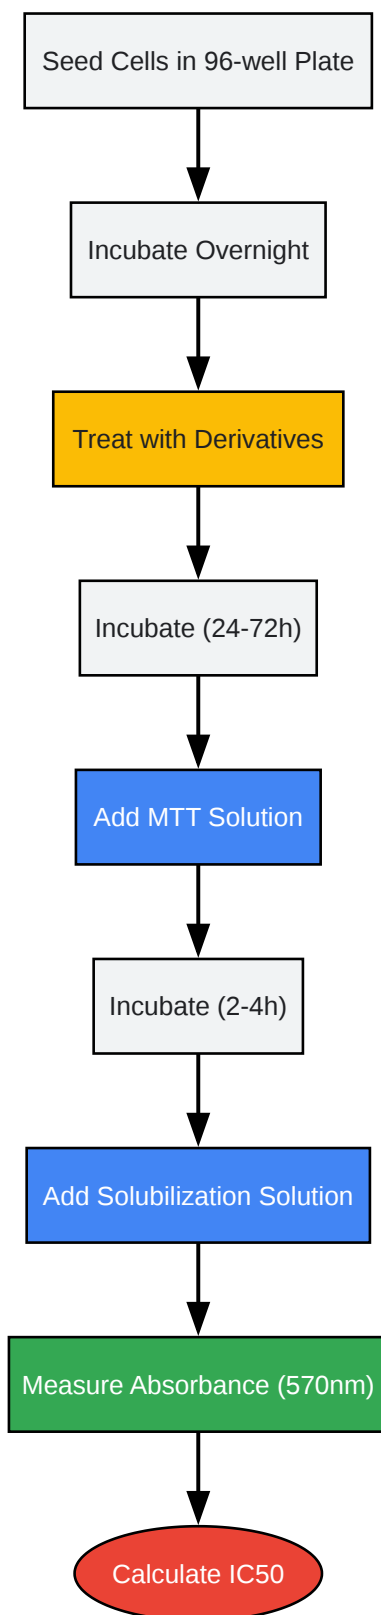 Seed Cells in 96-well Plate
Incubate Overnight
Treat with Derivatives
Incubate (24-72h)
Add MTT Solution
Incubate (2-4h)
Add Solubilization Solution
Measure Absorbance (570nm)
Calculate IC50